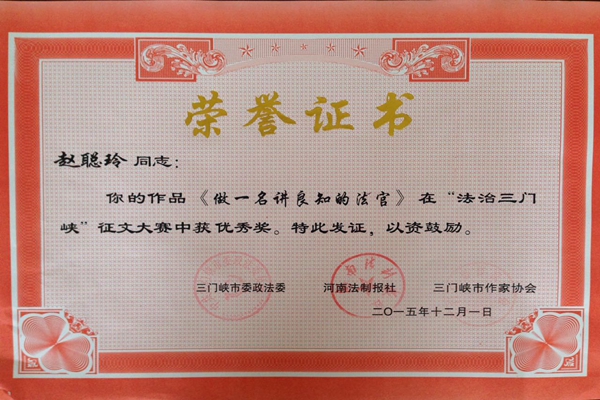 荣誉证书
赵聪玲 同志：
你的作品《做一名讲良知的法官》在“法治三门
峡”征文大赛中获优秀奖。特此发证，以资鼓励。
三门峡市委政法委 河南法制报社 三门峡市作家协会
二〇一五年十二月一日